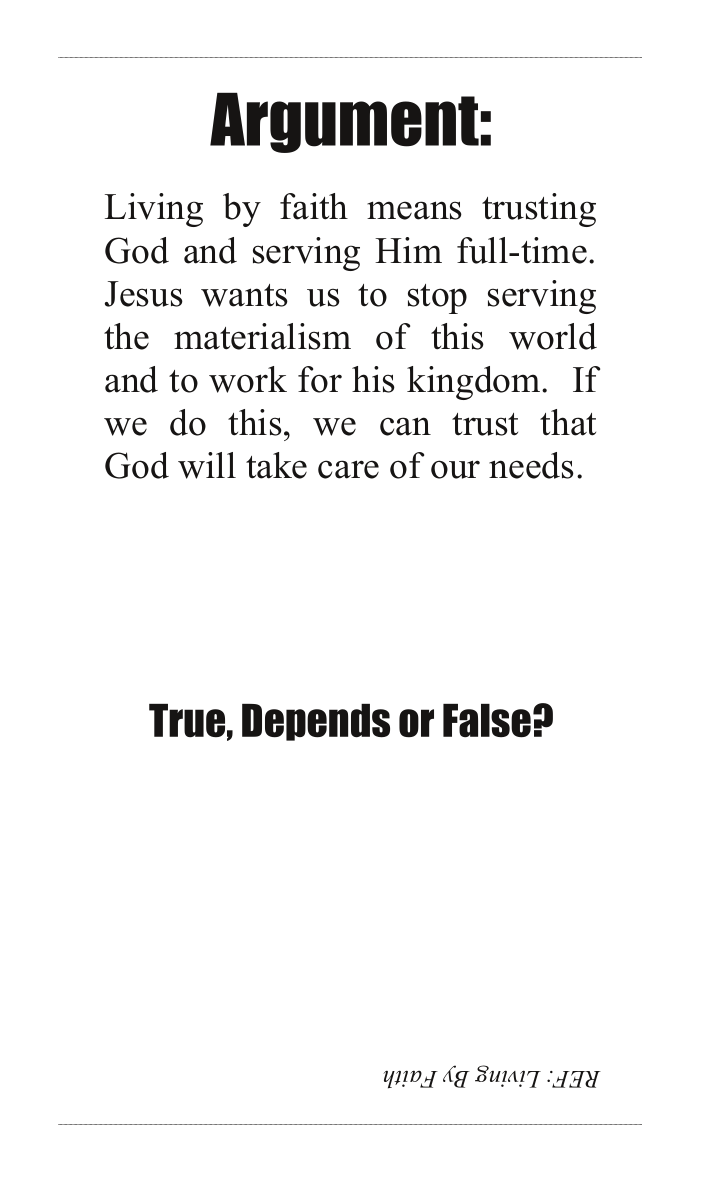 Argument:
Living by faith means trusting
God and serving Him full-time.
Jesus wants us to stop serving
the materialism of this world
and to work for his kingdom.  If
we do this, we can trust that
God will take care of our needs.
True, Depends or False?
REF: Living By Faith